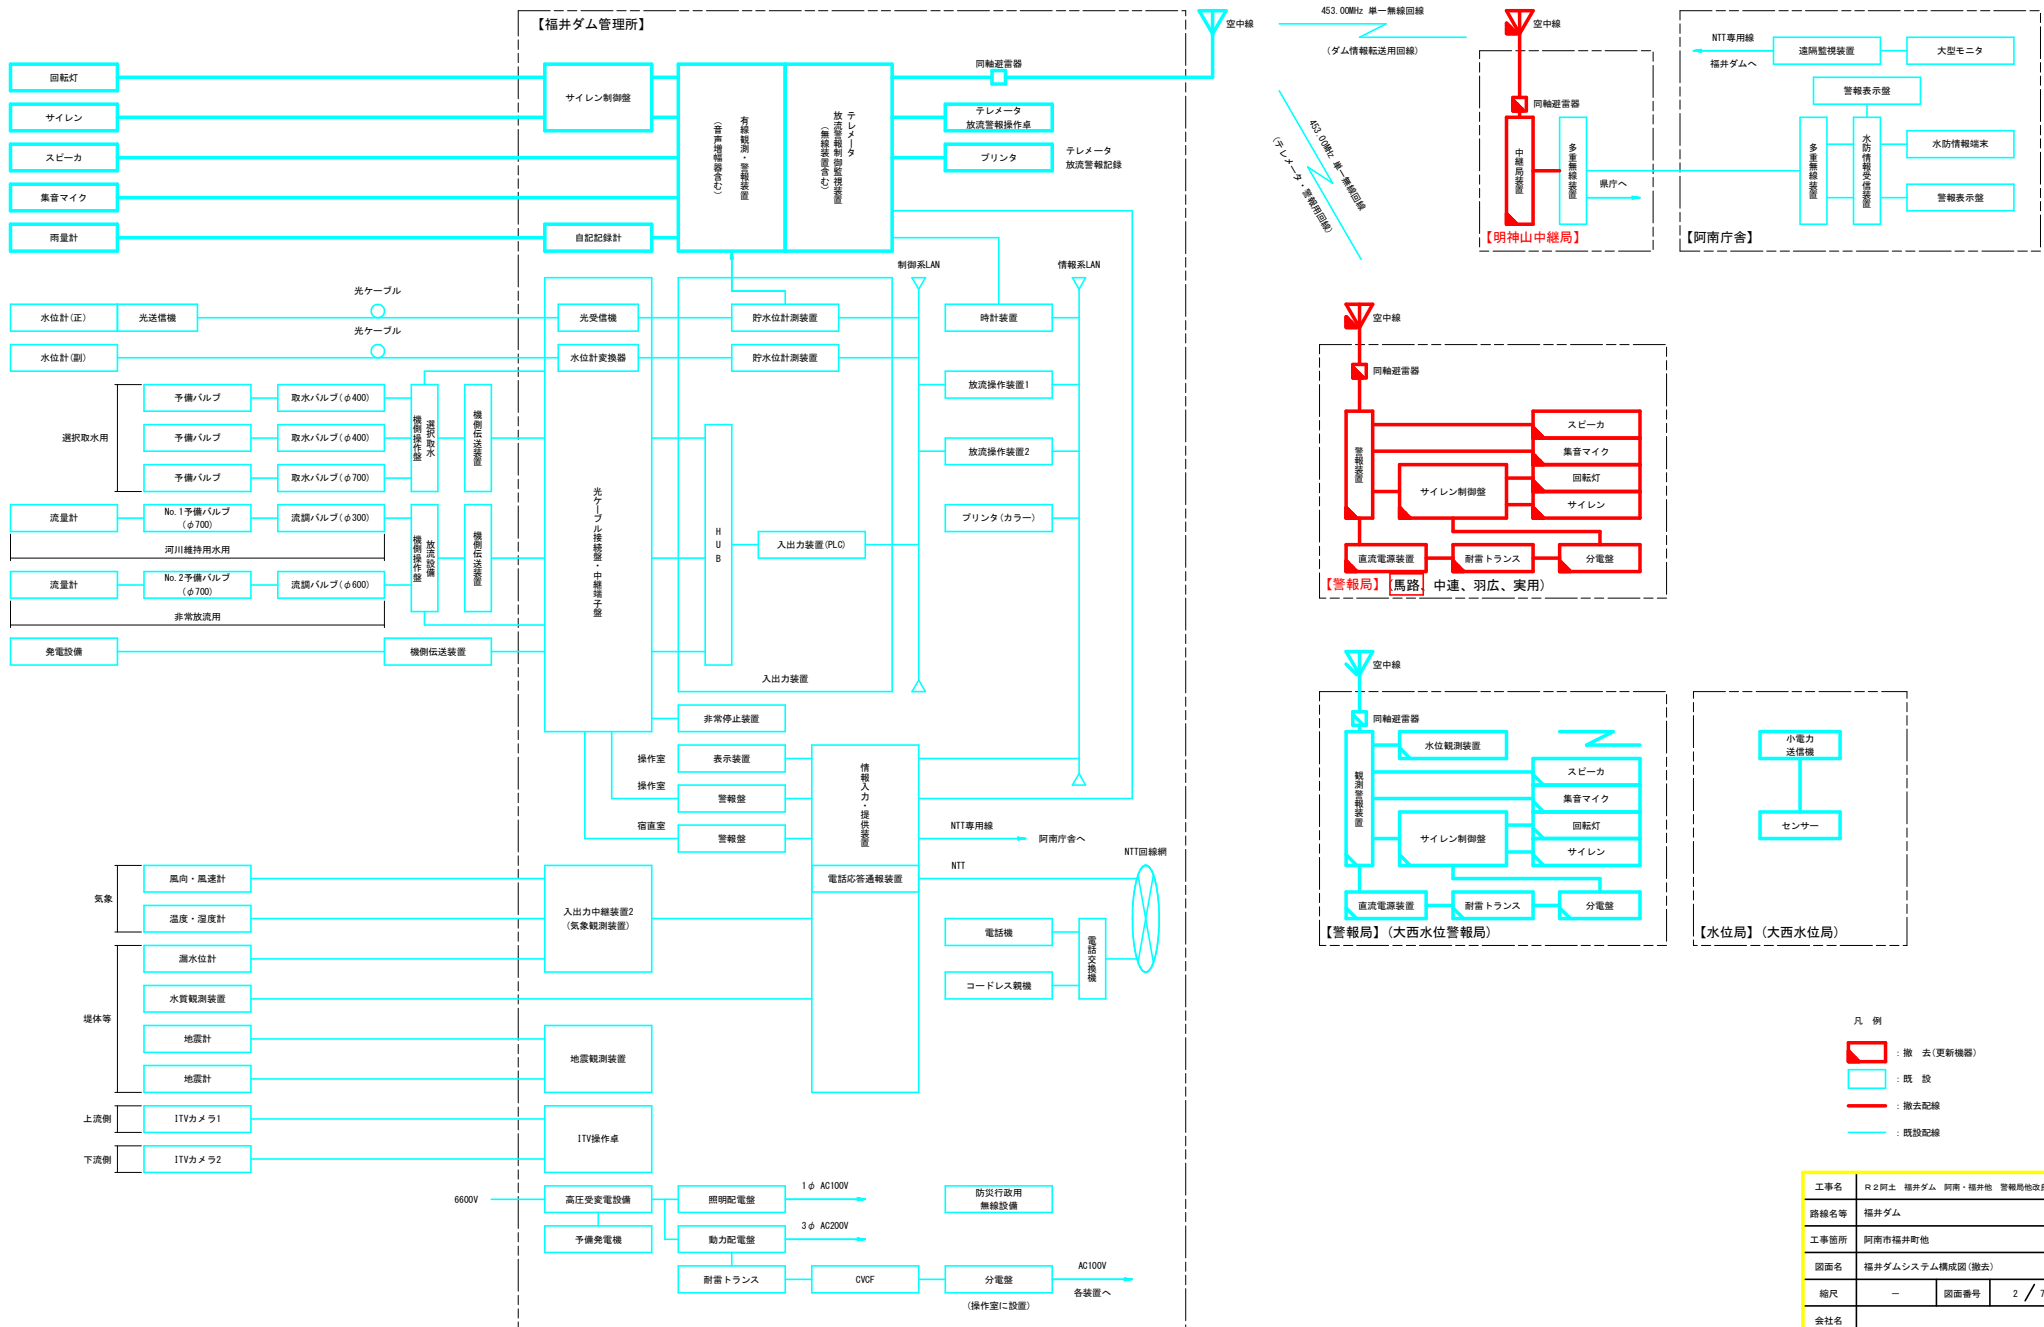 【福井ダム管理所】
空中線
453.00MHz 単一無線回線
(ダム情報転送用回線)
453.00MHz 単一無線回線
(テレメータ・警報用回線)
回転灯
サイレン
スピーカ
集音マイク
雨量計
サイレン制御盤
自記記録計
有線観測・警報装置
(音声増幅器含む)
テレメータ
放流警報制御監視装置
(無線装置含む)
同軸避雷器
テレメータ
放流警報操作卓
プリンタ
テレメータ
放流警報記録
空中線
同軸避雷器
中継局装置
多重無線装置
県庁へ
【明神山中継局】
NTT専用線
福井ダムへ
遠隔監視装置
大型モニタ
警報表示盤
多重無線装置
水防情報受信装置
水防情報端末
警報表示盤
【阿南庁舎】
水位計(正)
光送信機
光ケーブル
光受信機
貯水位計測装置
水位計(副)
光ケーブル
水位計変換器
貯水位計測装置
制御系LAN
情報系LAN
時計装置
放流操作装置1
放流操作装置2
プリンタ(カラー)
選択取水用
予備バルブ
取水バルブ(φ400)
予備バルブ
取水バルブ(φ400)
予備バルブ
取水バルブ(φ700)
選択取水
機側操作盤
機側伝送装置
流量計
No.1予備バルブ
(φ700)
流調バルブ(φ300)
河川維持用水用
流量計
No.2予備バルブ
(φ700)
流調バルブ(φ600)
非常放流用
放流設備
機側操作盤
機側伝送装置
発電設備
機側伝送装置
光ケーブル接続盤・中継端子盤
HUB
入出力装置(PLC)
入出力装置
非常停止装置
操作室
表示装置
操作室
警報盤
宿直室
警報盤
情報入力・提供装置
NTT専用線
阿南庁舎へ
電話応答通報装置
NTT
NTT回線網
電話機
コードレス親機
電話交換機
気象
風向・風速計
温度・湿度計
入出力中継装置2
(気象観測装置)
堤体等
漏水位計
水質観測装置
地震計
地震計
地震観測装置
上流側
ITVカメラ1
下流側
ITVカメラ2
ITV操作卓
6600V
高圧受変電設備
予備発電機
照明配電盤
1φ AC100V
動力配電盤
3φ AC200V
耐雷トランス
CVCF
分電盤
(操作室に設置)
AC100V
各装置へ
防災行政用
無線設備
空中線
同軸避雷器
警報装置
スピーカ
集音マイク
サイレン制御盤
回転灯
サイレン
直流電源装置
耐雷トランス
分電盤
【警報局】(馬路、中連、羽広、実用)
空中線
同軸避雷器
観測警報装置
水位観測装置
スピーカ
集音マイク
サイレン制御盤
回転灯
サイレン
直流電源装置
耐雷トランス
分電盤
【警報局】(大西水位警報局)
小電力
送信機
センサー
【水位局】(大西水位局)
凡 例
：撤 去(更新機器)
：既 設
：撤去配線
：既設配線
工事名 R2阿土 福井ダム 阿南・福井他 警報局他改良
路線名等 福井ダム
工事箇所 阿南市福井町他
図面名 福井ダムシステム構成図(撤去)
縮尺 － 図面番号 2 / 7
会社名